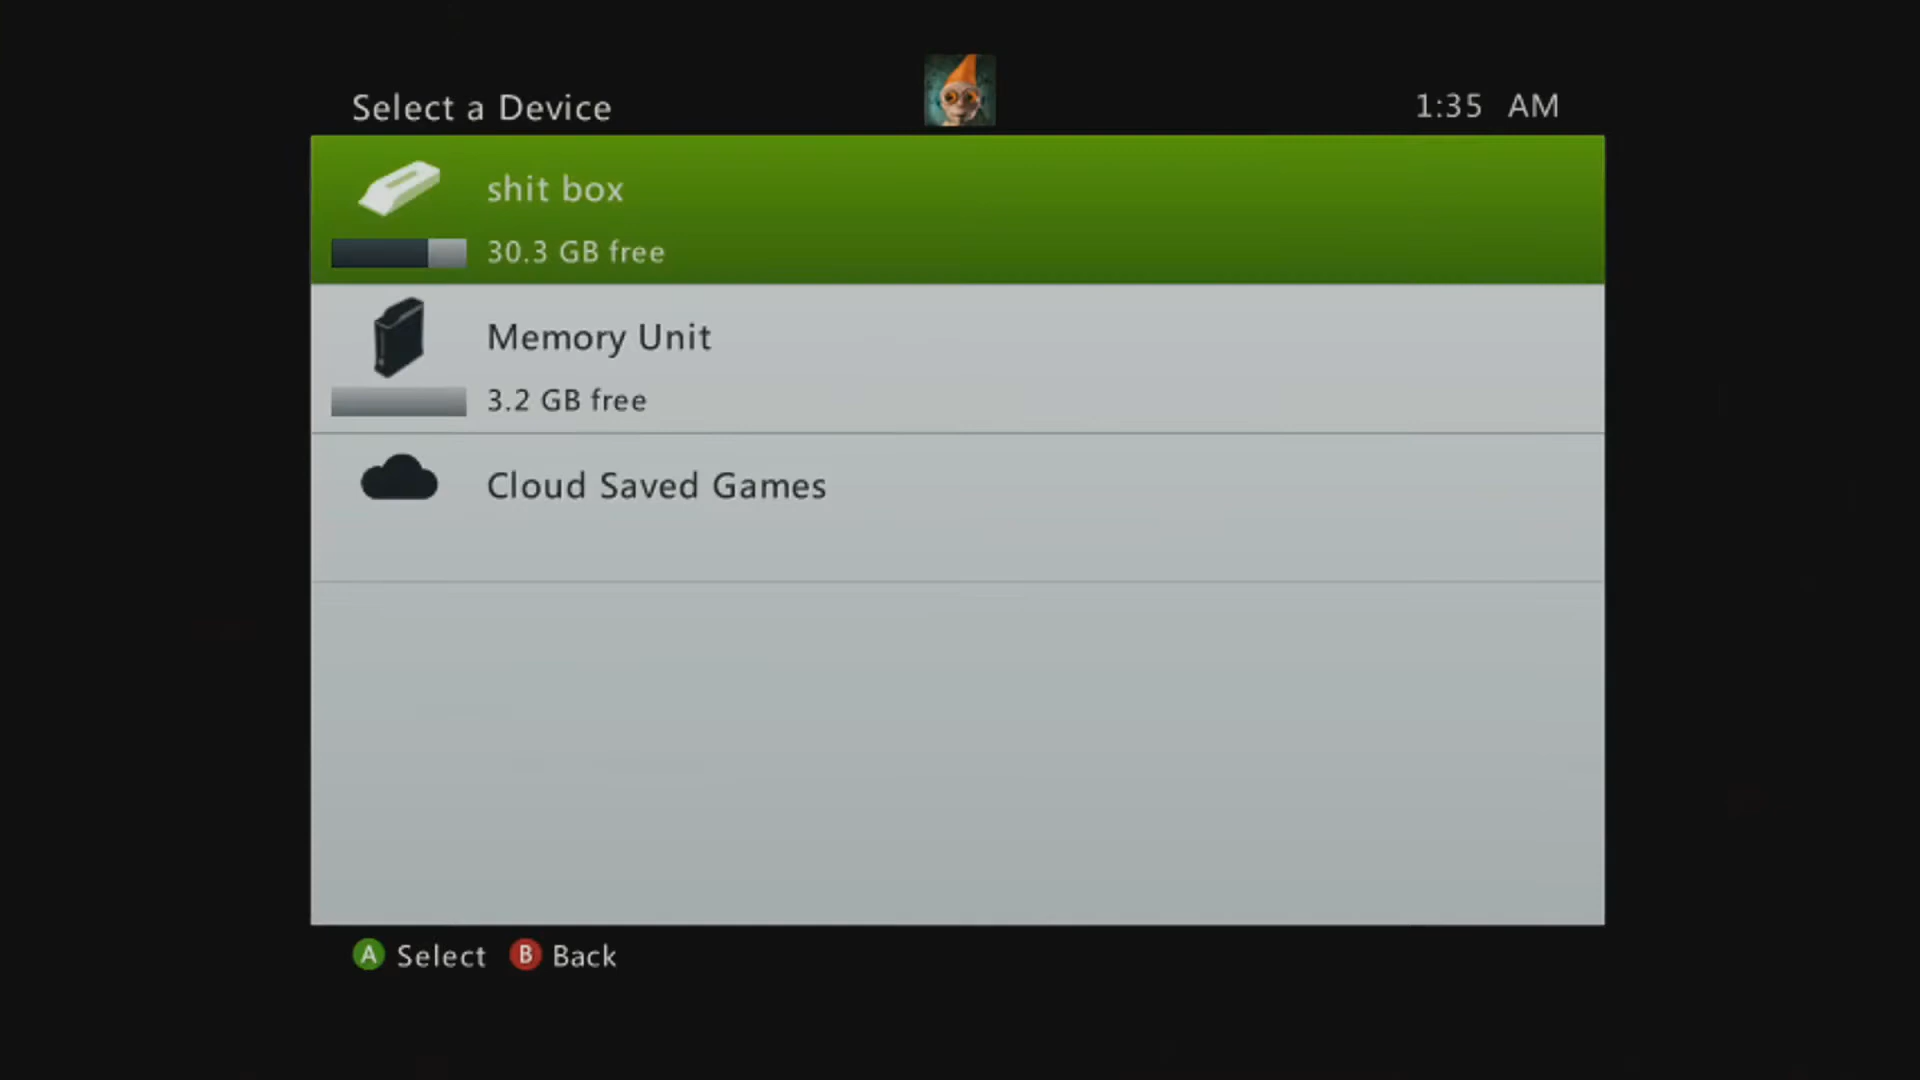 Select a Device
1:35 AM
shit box
30.3 GB free
Memory Unit
3.2 GB free
Cloud Saved Games
A Select B Back